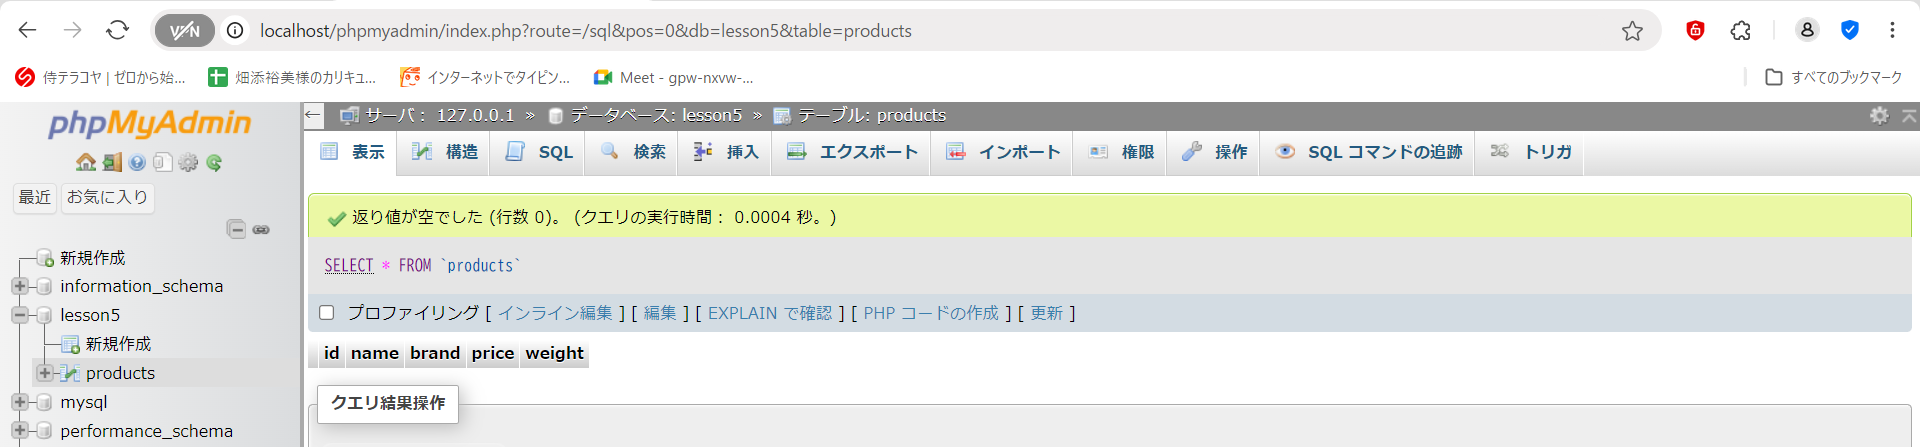 VPN localhost/phpmyadmin/index.php?route=/sql&pos=0&db=lesson5&table=products
侍テラコヤ | ゼロから始... 畑添裕美様のカリキュ... インターネットでタイピン... Meet - gpw-nxvw-... すべてのブックマーク
phpMyAdmin
最近 お気に入り
新規作成
information_schema
lesson5
新規作成
products
mysql
performance_schema
サーバ: 127.0.0.1 » データベース: lesson5 » テーブル: products
表示 構造 SQL 検索 挿入 エクスポート インポート 権限 操作 SQL コマンドの追跡 トリガ
返り値が空でした (行数 0)。 (クエリの実行時間: 0.0004 秒。)
SELECT * FROM `products`
プロファイリング [ インライン編集 ] [ 編集 ] [ EXPLAIN で確認 ] [ PHP コードの作成 ] [ 更新 ]
id name brand price weight
クエリ結果操作